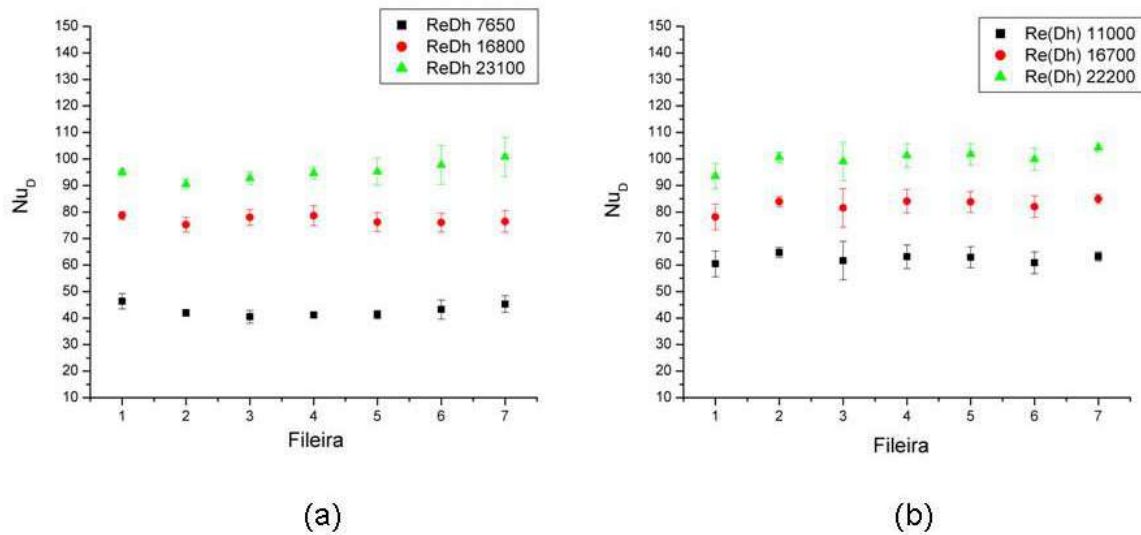 150
140
130
120
110
100
90
80
70
60
50
40
30
20
10
Nu_D
ReDh 7650
ReDh 16800
ReDh 23100
1 2 3 4 5 6 7
Fileira
(a)
150
140
130
120
110
100
90
80
70
60
50
40
30
20
10
Nu_D
Re(Dh) 11000
Re(Dh) 16700
Re(Dh) 22200
1 2 3 4 5 6 7
Fileira
(b)